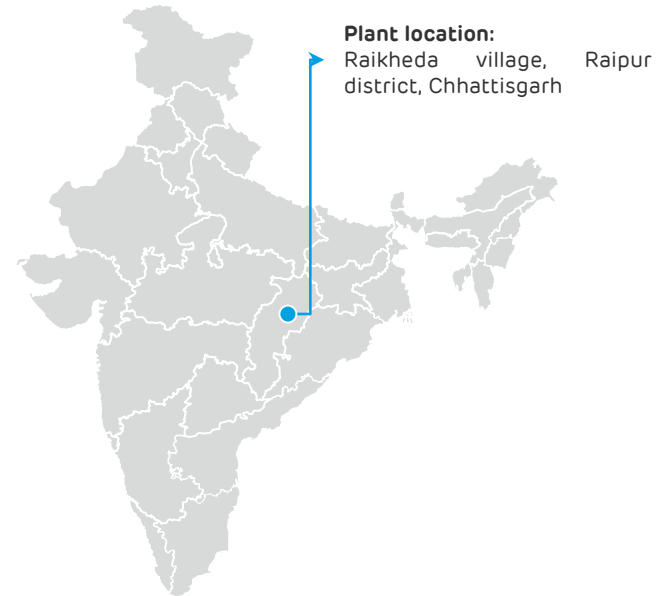 Plant location:
Raikheda village, Raipur
district, Chhattisgarh